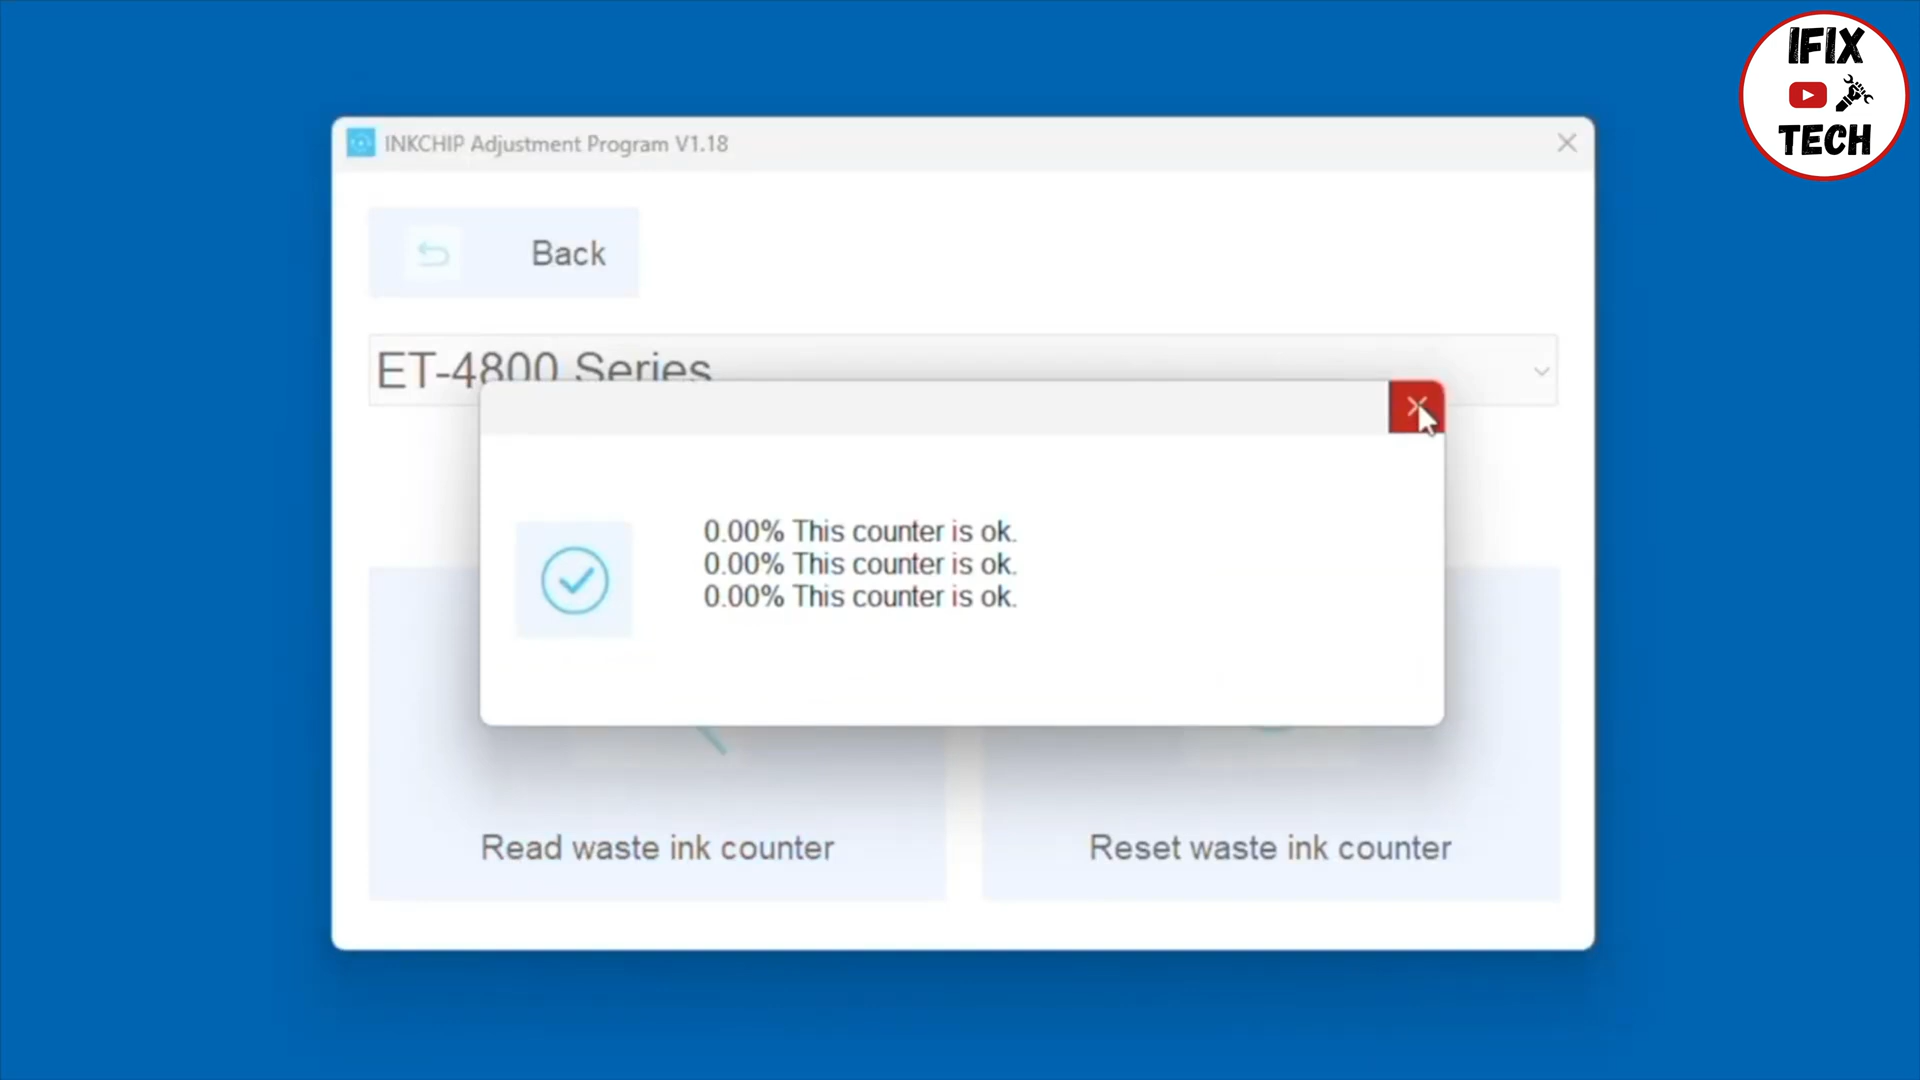 IFIX
TECH
INKCHIP Adjustment Program V1.18
Back
ET-4800 Series
0.00% This counter is ok.
0.00% This counter is ok.
0.00% This counter is ok.
Read waste ink counter
Reset waste ink counter